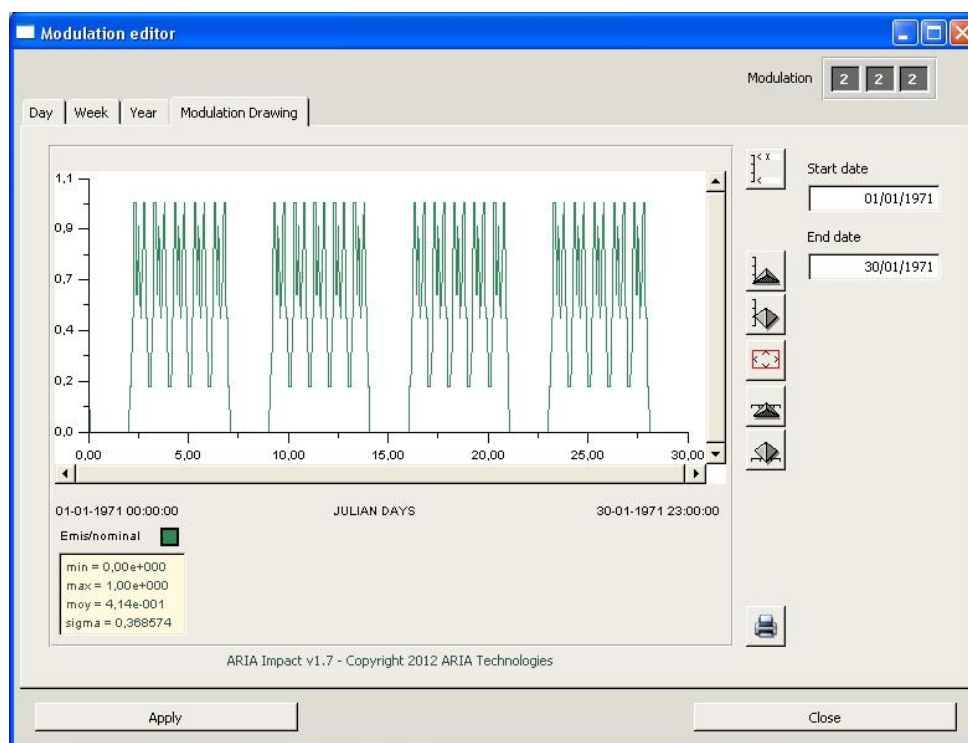 Modulation editor
Modulation 2 2 2
Day Week Year Modulation Drawing
Start date
01/01/1971
End date
30/01/1971
1,1
0,9
0,7
0,4
0,2
0,0
0,00 5,00 10,00 15,00 20,00 25,00 30,00
01-01-1971 00:00:00 JULIAN DAYS 30-01-1971 23:00:00
Emis/nominal
min = 0,00e+000
max = 1,00e+000
moy = 4,14e-001
sigma = 0,368574
ARIA Impact v1.7 - Copyright 2012 ARIA Technologies
Apply Close